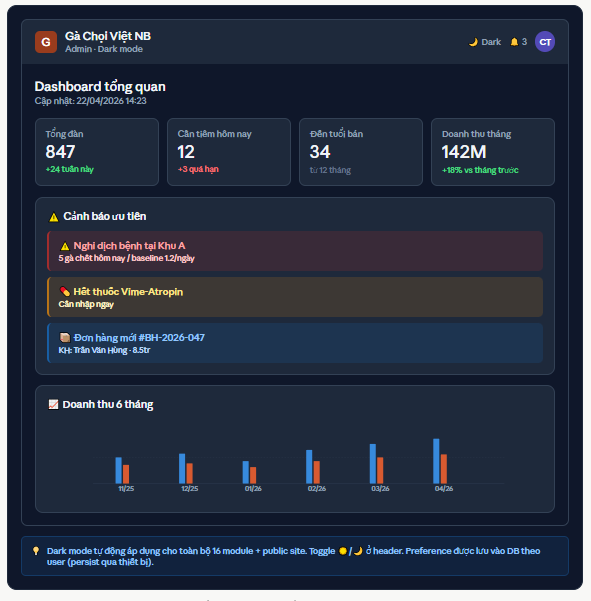 G
Gà Chọi Việt NB
Admin · Dark mode
🌙 Dark
🔔 3
CT
Dashboard tổng quan
Cập nhật: 22/04/2026 14:23
Tổng đàn
847
+24 tuần này
Cần tiêm hôm nay
12
+3 quá hạn
Đến tuổi bán
34
từ 12 tháng
Doanh thu tháng
142M
+18% vs tháng trước
⚠️ Cảnh báo ưu tiên
⚠️ Nghi dịch bệnh tại Khu A
5 gà chết hôm nay / baseline 1.2/ngày
💊 Hết thuốc Vime-Atropin
Cần nhập ngay
📦 Đơn hàng mới #BH-2026-047
KH: Trần Văn Hùng · 8.5tr
📈 Doanh thu 6 tháng
11/25
12/25
01/26
02/26
03/26
04/26
💡 Dark mode tự động áp dụng cho toàn bộ 16 module + public site. Toggle ☀️/🌙 ở header. Preference được lưu vào DB theo
user (persist qua thiết bị).